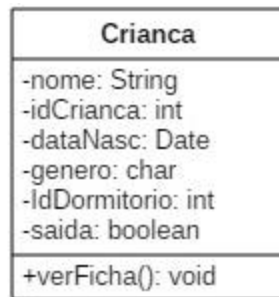 Crianca
-nome: String
-idCrianca: int
-dataNasc: Date
-genero: char
-IdDormitorio: int
-saida: boolean
+verFicha(): void